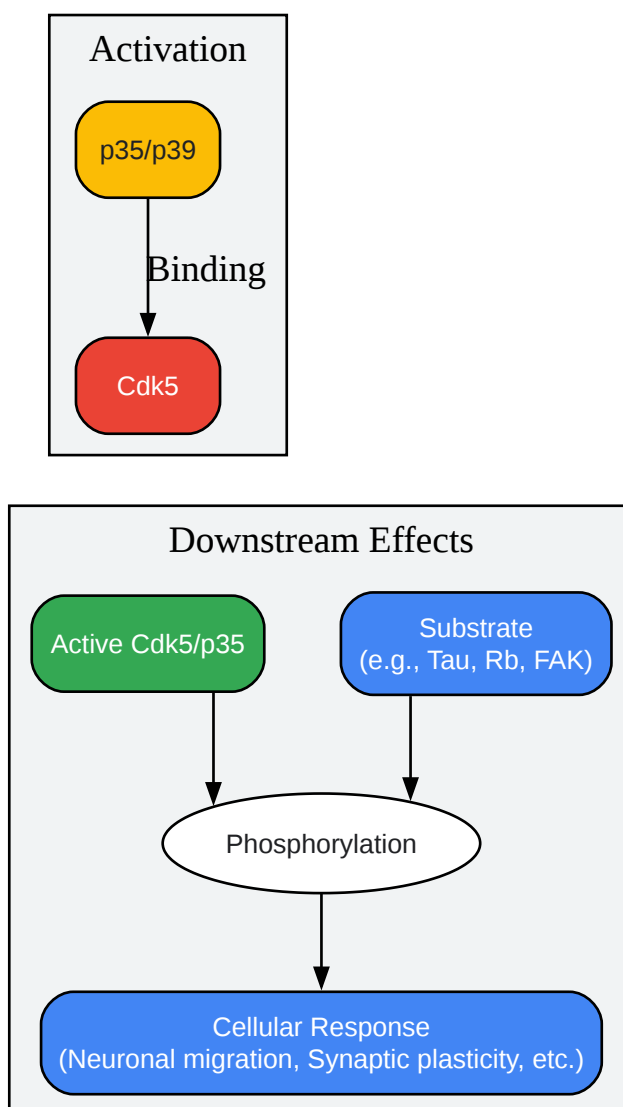 Activation
p35/p39
Binding
Cdk5
Downstream Effects
Active Cdk5/p35
Substrate
(e.g., Tau, Rb, FAK)
Phosphorylation
Cellular Response
(Neuronal migration, Synaptic plasticity, etc.)